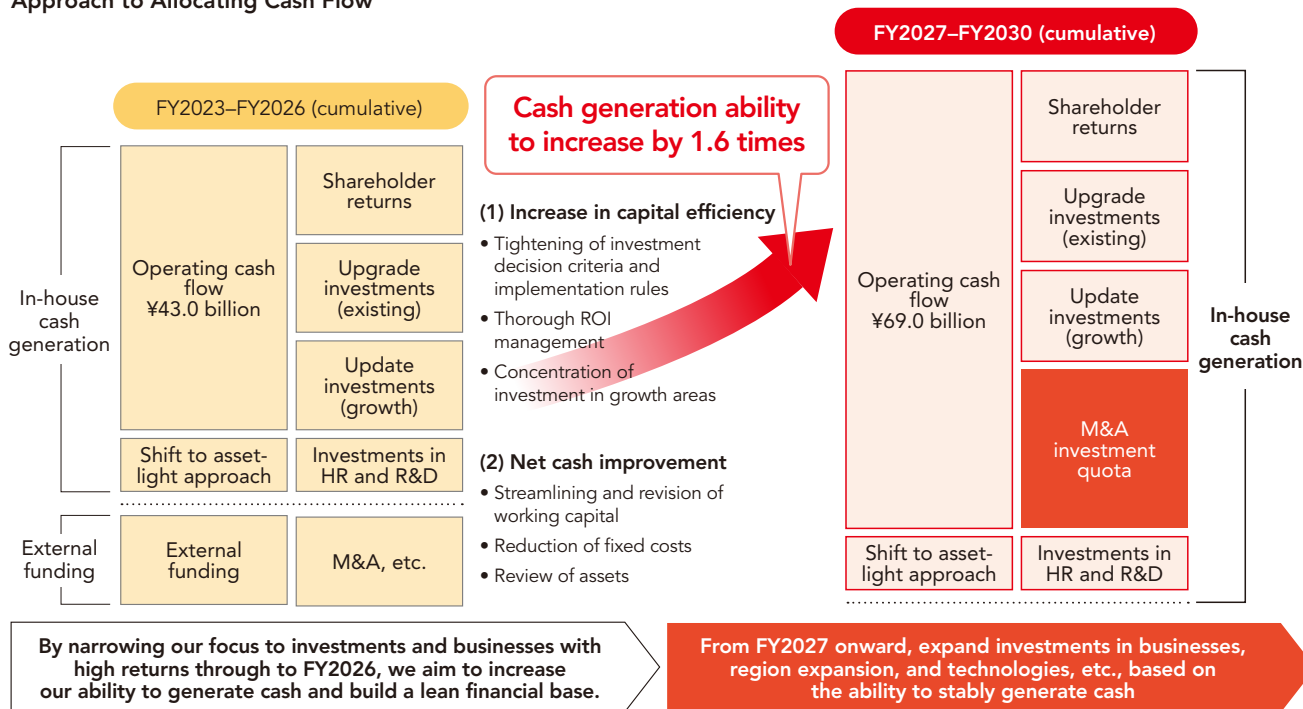 Approach to Allocating Cash Flow
FY2023–FY2026 (cumulative)
In-house
cash
generation
Operating cash
flow
¥43.0 billion
Shareholder
returns
Upgrade
investments
(existing)
Update
investments
(growth)
Shift to asset-
light approach
Investments in
HR and R&D
External
funding
External
funding
M&A, etc.
Cash generation ability
to increase by 1.6 times
(1) Increase in capital efficiency
• Tightening of investment
decision criteria and
implementation rules
• Thorough ROI
management
• Concentration of
investment in growth areas
(2) Net cash improvement
• Streamlining and revision of
working capital
• Reduction of fixed costs
• Review of assets
FY2027–FY2030 (cumulative)
Operating cash
flow
¥69.0 billion
Shareholder
returns
Upgrade
investments
(existing)
Update
investments
(growth)
M&A
investment
quota
Shift to asset-
light approach
Investments in
HR and R&D
In-house
cash
generation
By narrowing our focus to investments and businesses with
high returns through to FY2026, we aim to increase
our ability to generate cash and build a lean financial base.
From FY2027 onward, expand investments in businesses,
region expansion, and technologies, etc., based on
the ability to stably generate cash